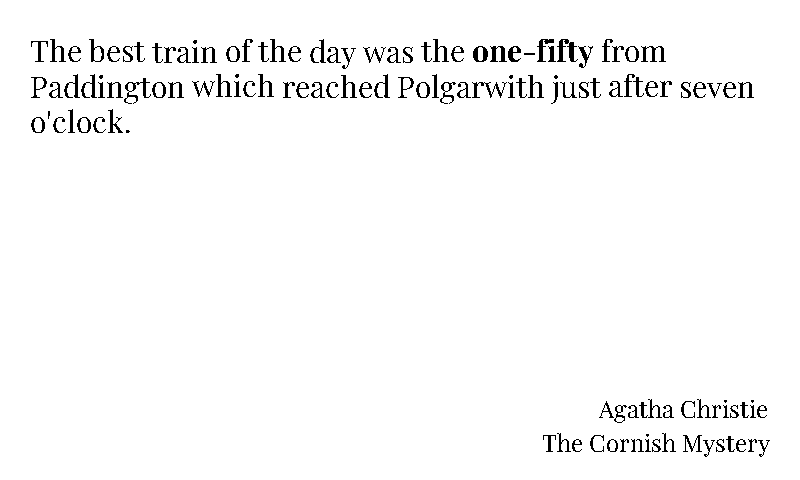 The best train of the day was the one-fifty from
Paddington which reached Polgarwith just after seven
o'clock.
Agatha Christie
The Cornish Mystery